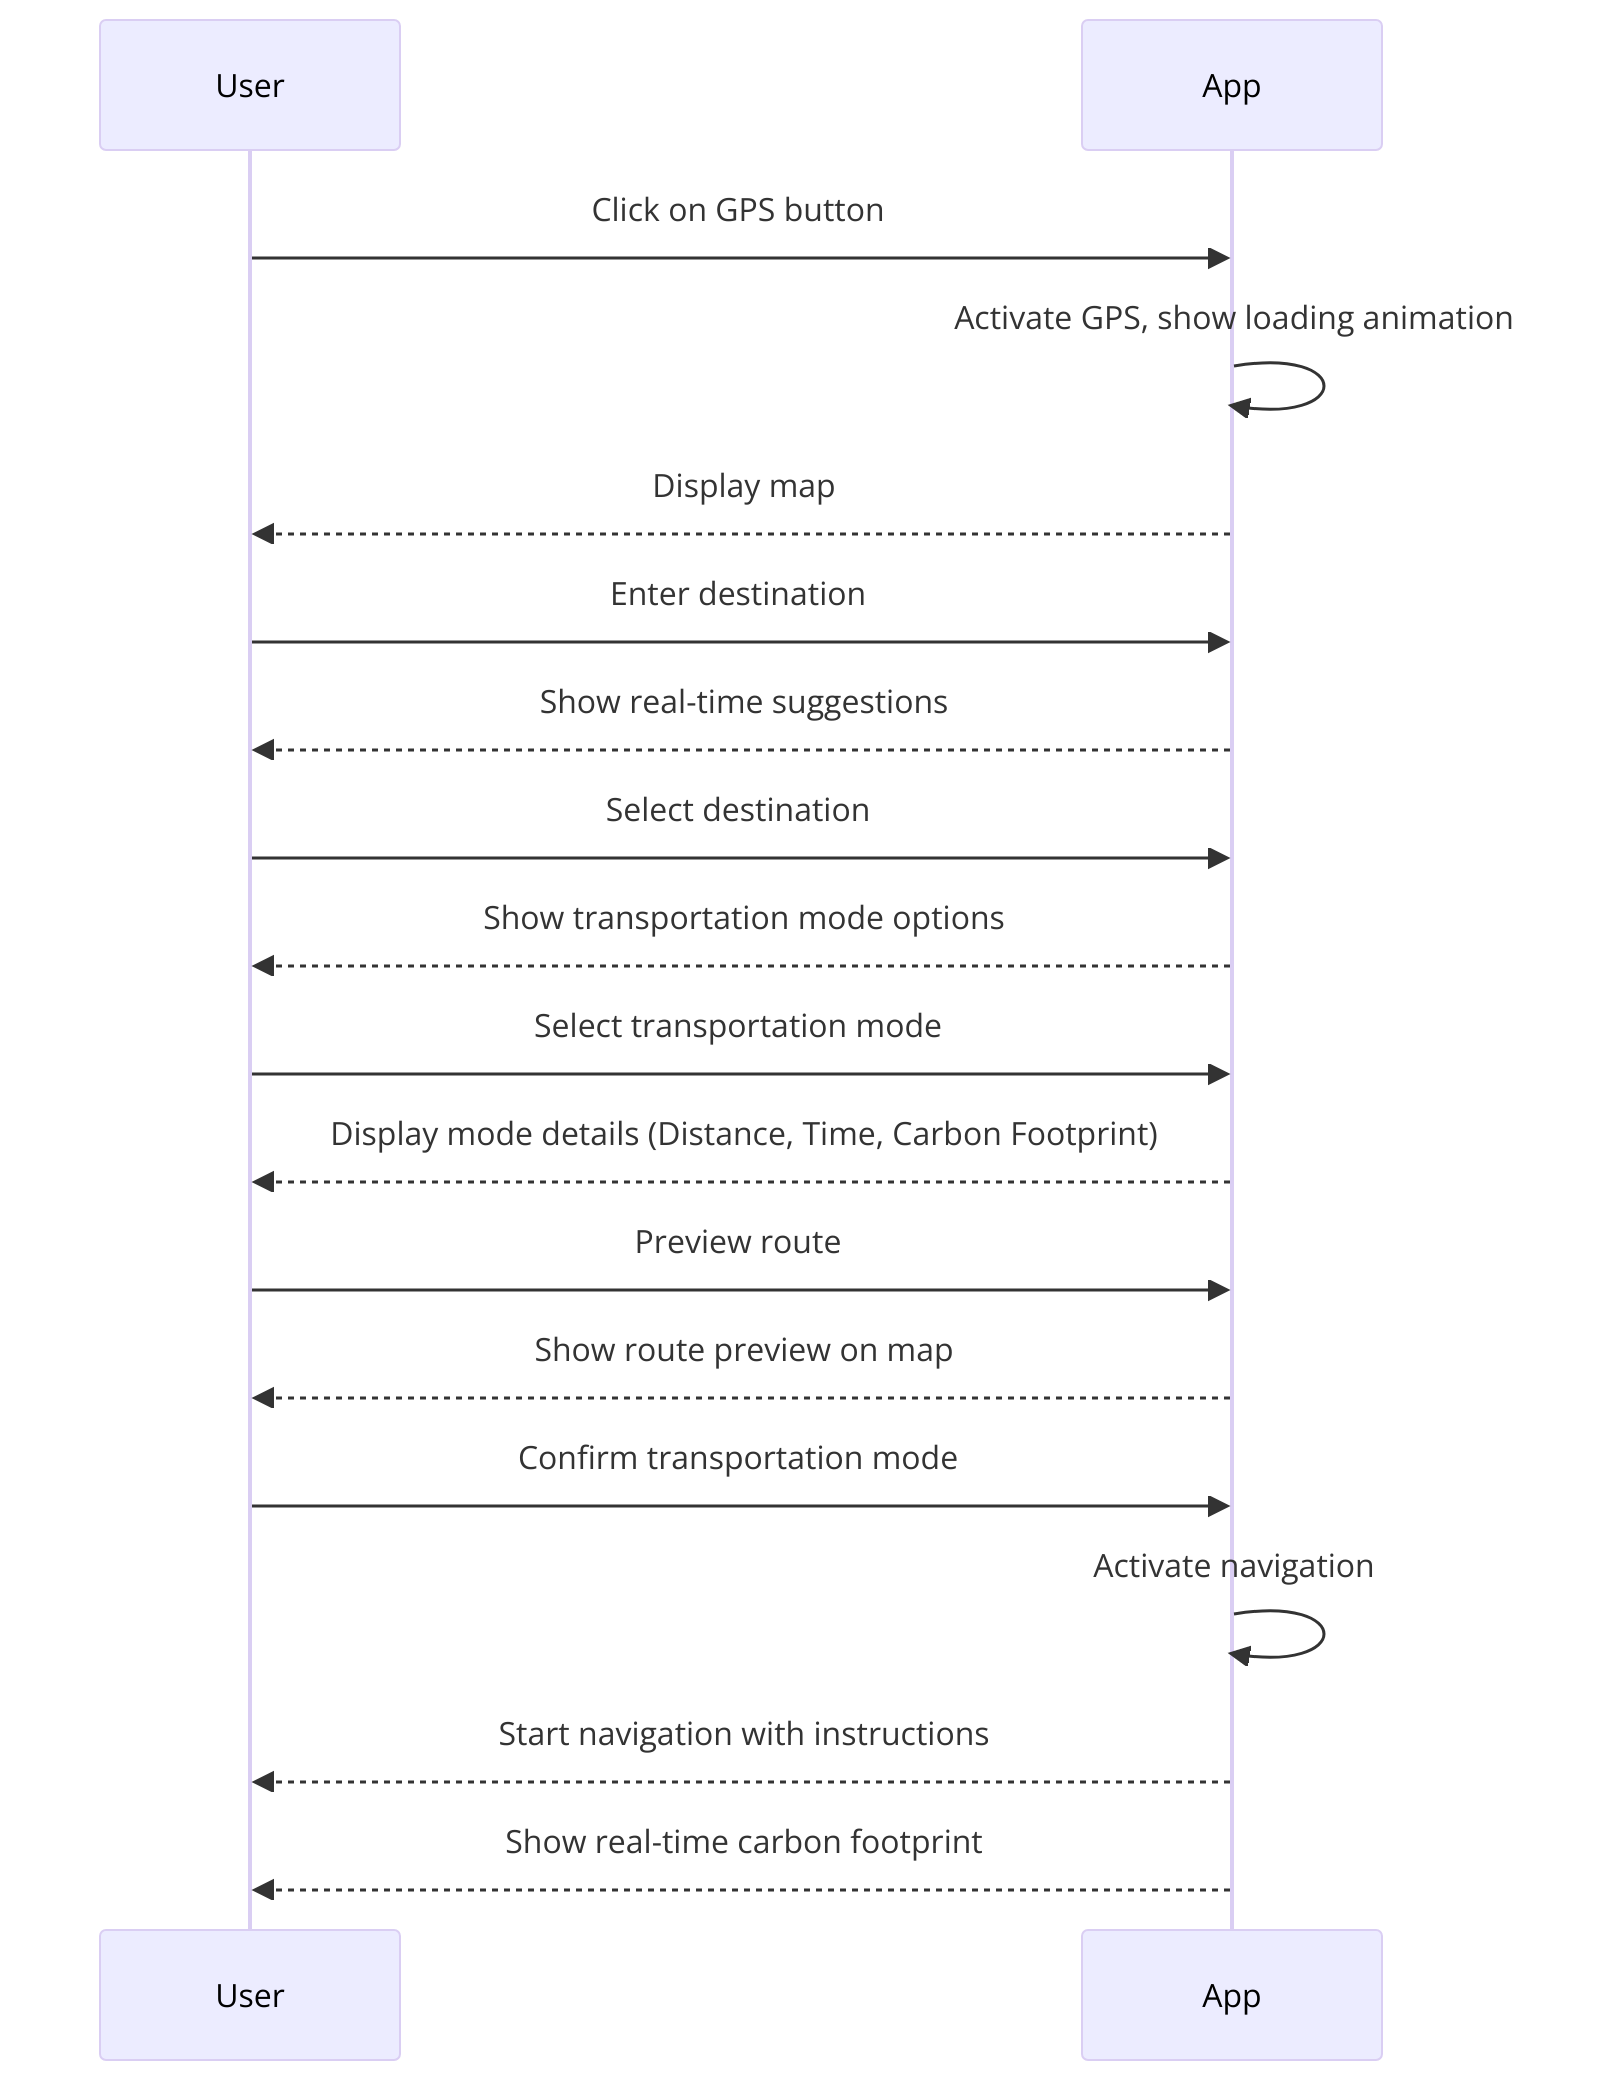 User
App
Click on GPS button
Activate GPS, show loading animation
Display map
Enter destination
Show real-time suggestions
Select destination
Show transportation mode options
Select transportation mode
Display mode details (Distance, Time, Carbon Footprint)
Preview route
Show route preview on map
Confirm transportation mode
Activate navigation
Start navigation with instructions
Show real-time carbon footprint
User
App